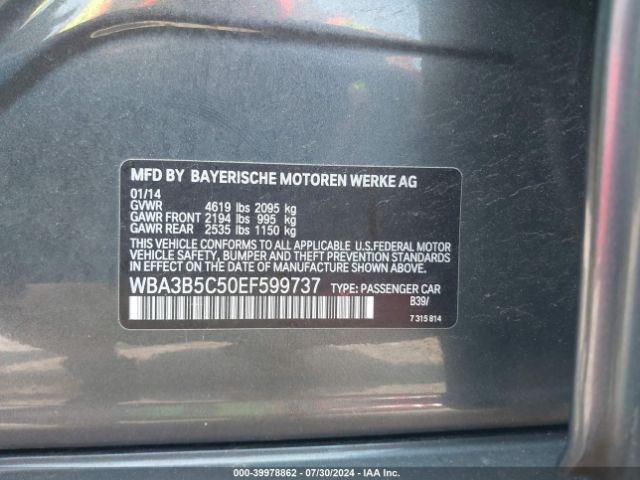 MFD BY BAYERISCHE MOTOREN WERKE AG
01/14
GVWR 4619 lbs 2095 kg
GAWR FRONT 2194 lbs 995 kg
GAWR REAR 2535 lbs 1150 kg
THIS VEHICLE CONFORMS TO ALL APPLICABLE U.S.FEDERAL MOTOR
VEHICLE SAFETY, BUMPER AND THEFT PREVENTION STANDARDS
IN EFFECT ON THE DATE OF MANUFACTURE SHOWN ABOVE.
WBA3B5C50EF599737 TYPE: PASSENGER CAR
B39/
7315814
000-39978862 - 07/30/2024 - IAA Inc.